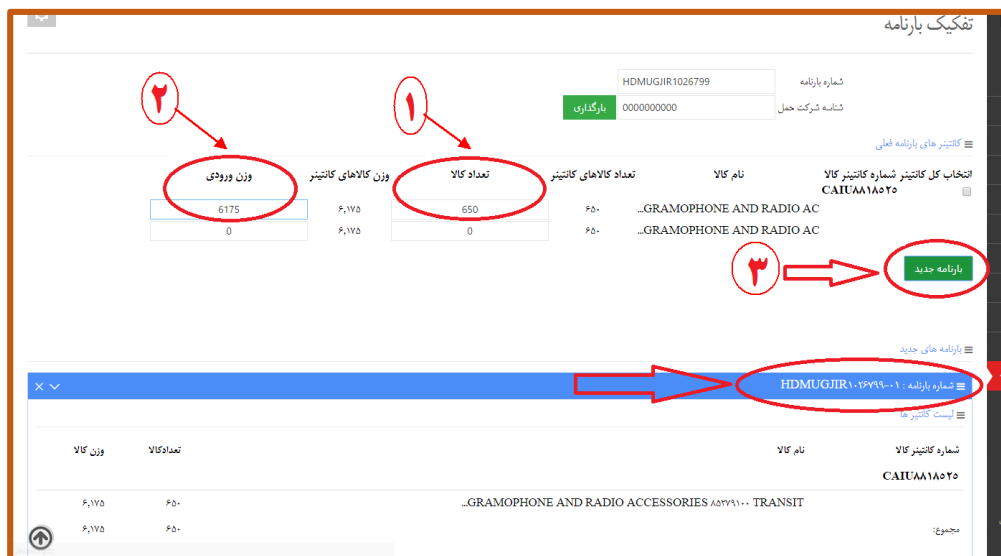 تفکیک بارنامه
شماره بارنامه HDMUGJIR1026799
شناسه شرکت حمل 0000000000 بارگذاری
کانتینر های بارنامه فعلی
انتخاب کل کانتینر شماره کانتینر کالا نام کالا تعداد کالاهای کانتینر تعداد کالا وزن کالاهای کانتینر وزن ورودی
CAIU۸۸۱۸۵۲۵
GRAMOPHONE AND RADIO AC... ۶۵۰ 650 ۶,۱۷۵ 6175
GRAMOPHONE AND RADIO AC... ۶۵۰ 0 ۶,۱۷۵ 0
۱
۲
۳
بارنامه جدید
بارنامه های جدید
شماره بارنامه : HDMUGJIR۱۰۲۶۷۹۹-۰۱
لیست کانتیر ها
شماره کانتینر کالا نام کالا تعدادکالا وزن کالا
CAIU۸۸۱۸۵۲۵
GRAMOPHONE AND RADIO ACCESSORIES ۸۵۲۷۹۱۰۰ TRANSIT... ۶۵۰ ۶,۱۷۵
مجموع: ۶۵۰ ۶,۱۷۵